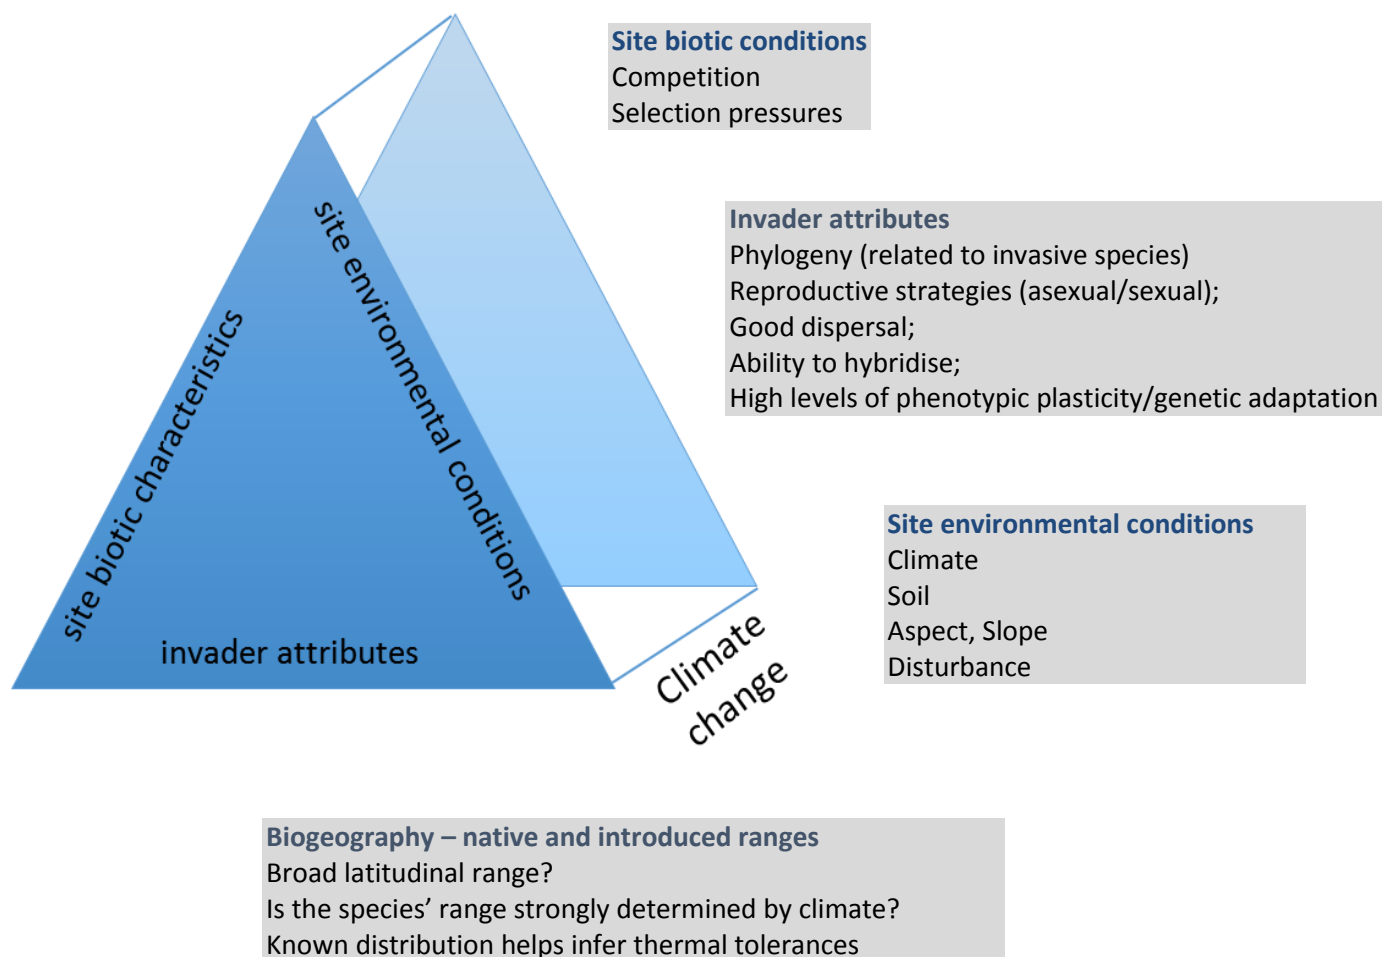 Site biotic conditions
Competition
Selection pressures
Invader attributes
Phylogeny (related to invasive species)
Reproductive strategies (asexual/sexual);
Good dispersal;
Ability to hybridise;
High levels of phenotypic plasticity/genetic adaptation
site biotic characteristics
site environmental conditions
invader attributes
Climate
change
Site environmental conditions
Climate
Soil
Aspect, Slope
Disturbance
Biogeography – native and introduced ranges
Broad latitudinal range?
Is the species’ range strongly determined by climate?
Known distribution helps infer thermal tolerances